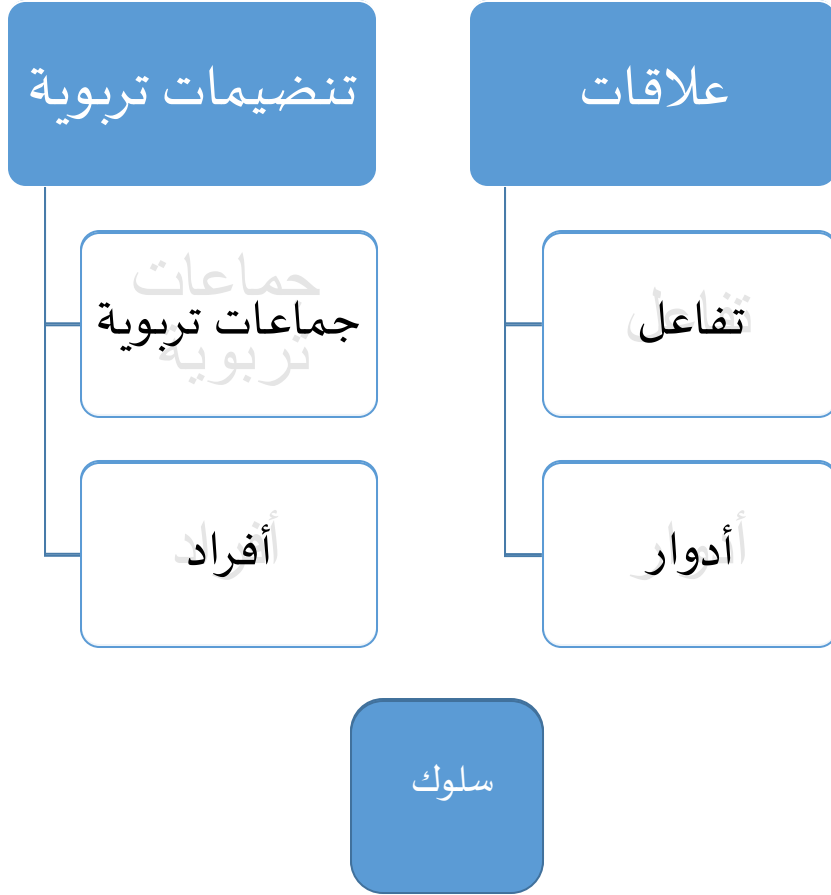 علاقات
تنضيمات تربوية
تفاعل
جماعات تربوية
أدوار
أفراد
سلوك